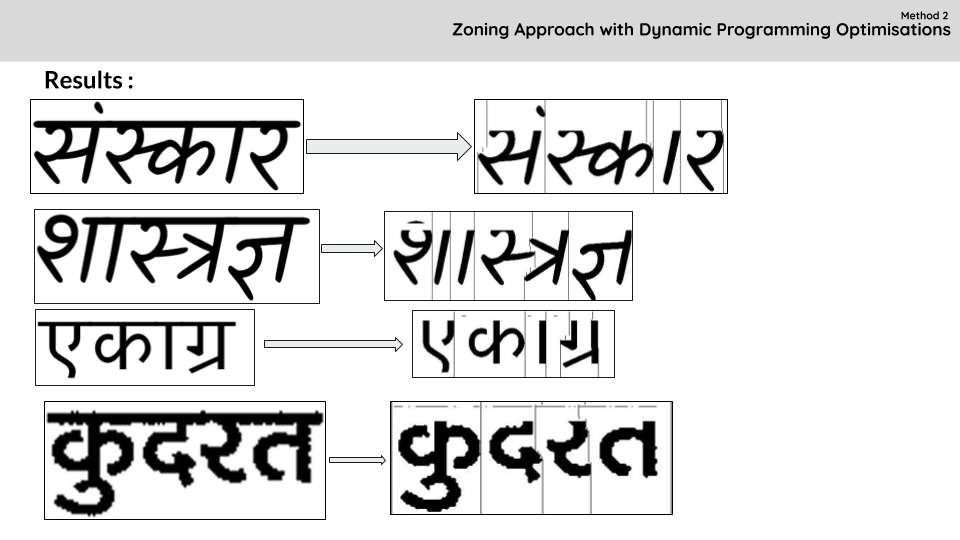 Method 2
Zoning Approach with Dynamic Programming Optimisations
Results :
संस्कार संस्कार
शास्त्रज्ञ शास्त्रज्ञ
एकाग्र एकाग्र
कुदरत कुदरत